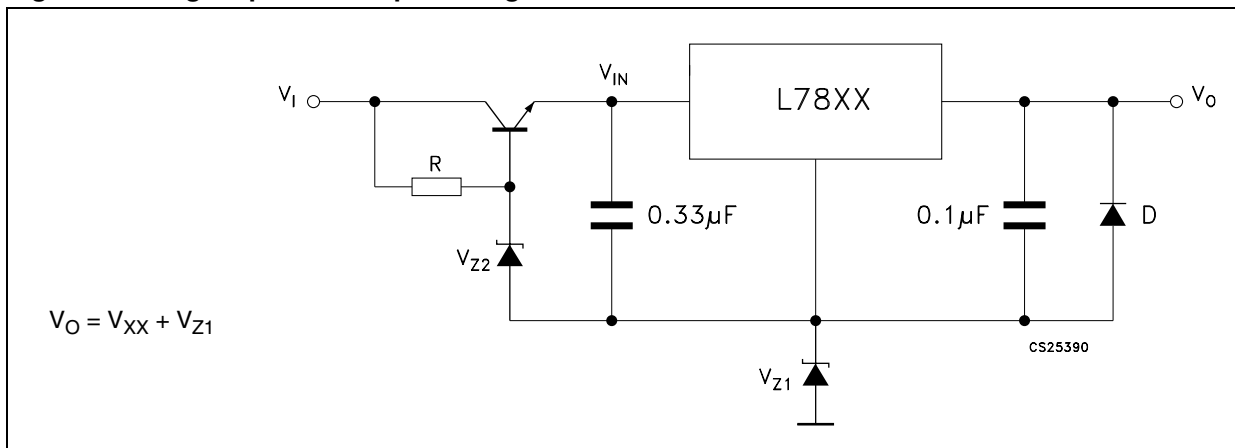 V_IN
V_I
L78XX
V_O
R
0.33µF
0.1µF
D
V_Z2
V_O = V_XX + V_Z1
CS25390
V_Z1